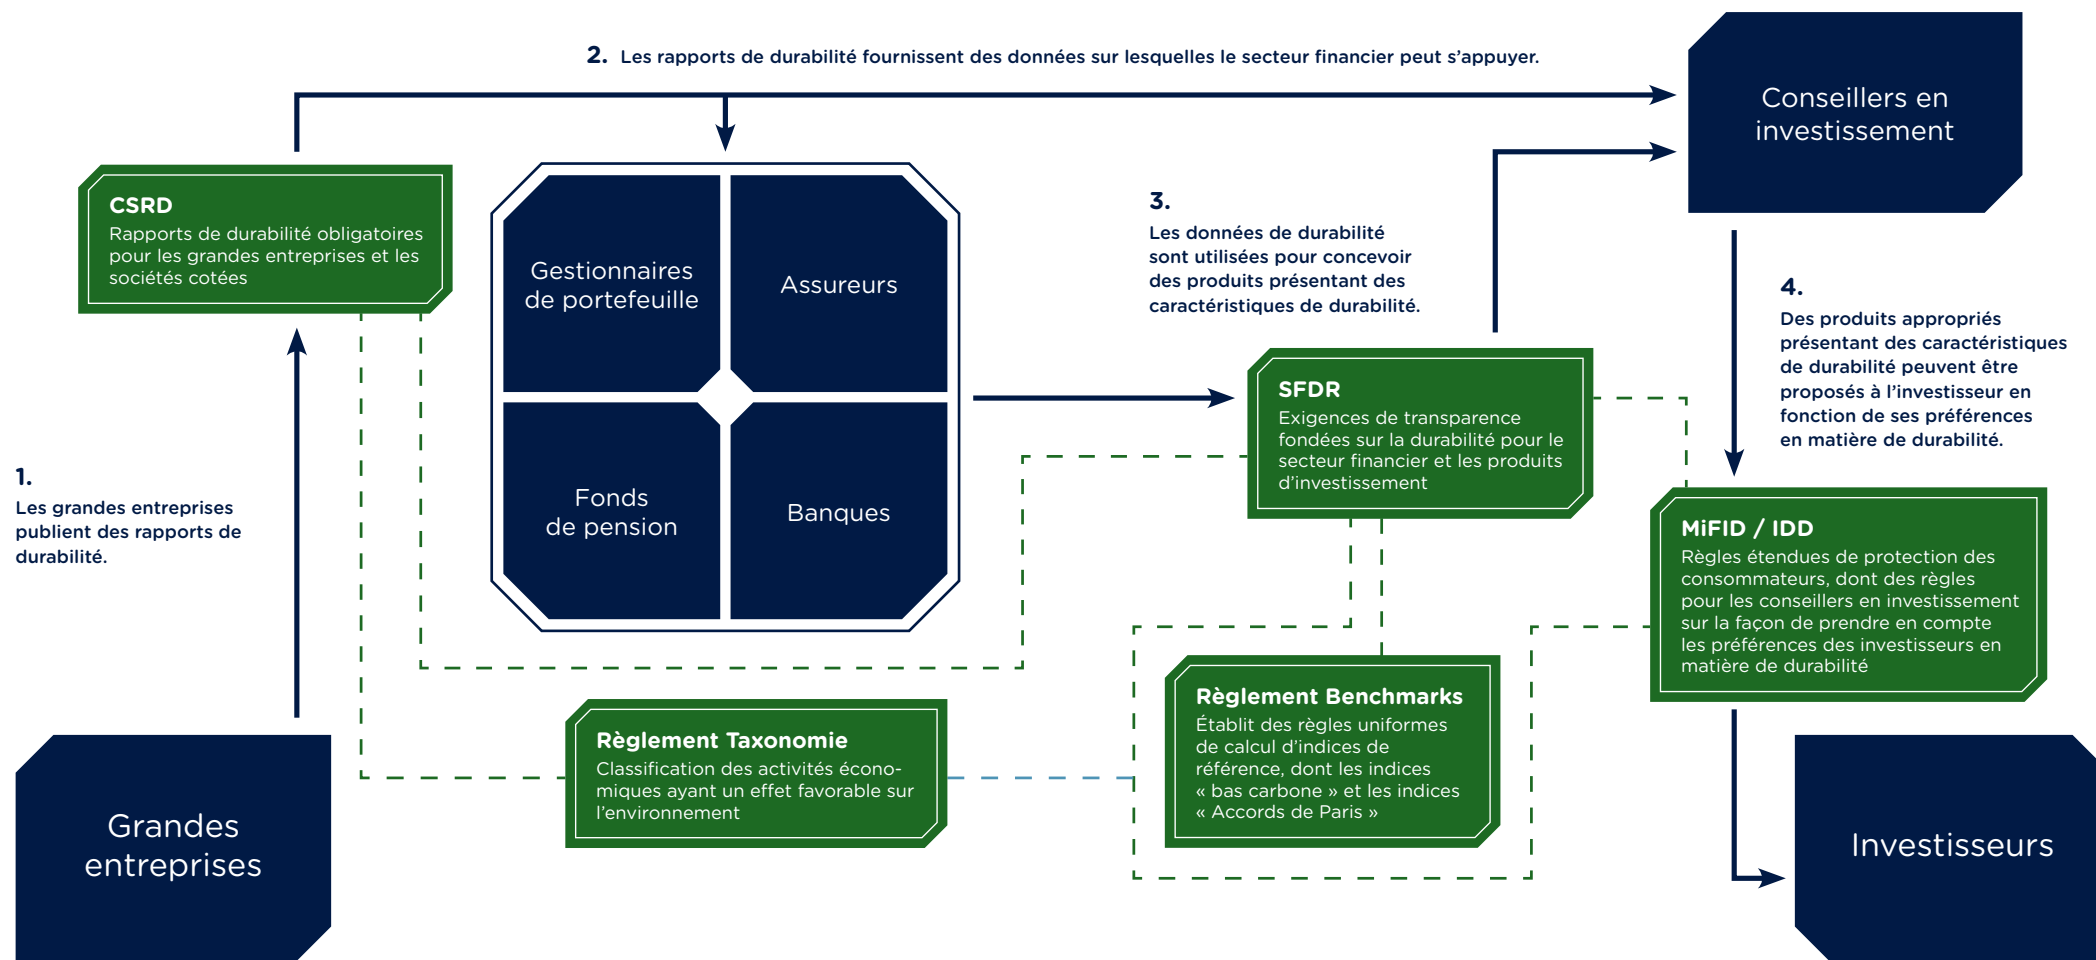 2. Les rapports de durabilité fournissent des données sur lesquelles le secteur financier peut s'appuyer.
Conseillers en
investissement
CSRD
Rapports de durabilité obligatoires
pour les grandes entreprises et les
sociétés cotées
Gestionnaires
de portefeuille
Assureurs
Fonds
de pension
Banques
3.
Les données de durabilité
sont utilisées pour concevoir
des produits présentant des
caractéristiques de durabilité.
4.
Des produits appropriés
présentant des caractéristiques
de durabilité peuvent être
proposés à l'investisseur en
fonction de ses préférences
en matière de durabilité.
SFDR
Exigences de transparence
fondées sur la durabilité pour le
secteur financier et les produits
d'investissement
1.
Les grandes entreprises
publient des rapports de
durabilité.
MiFID / IDD
Règles étendues de protection des
consommateurs, dont des règles
pour les conseillers en investissement
sur la façon de prendre en compte
les préférences des investisseurs en
matière de durabilité
Règlement Taxonomie
Classification des activités écono-
miques ayant un effet favorable sur
l'environnement
Règlement Benchmarks
Établit des règles uniformes
de calcul d'indices de
référence, dont les indices
« bas carbone » et les indices
« Accords de Paris »
Grandes
entreprises
Investisseurs